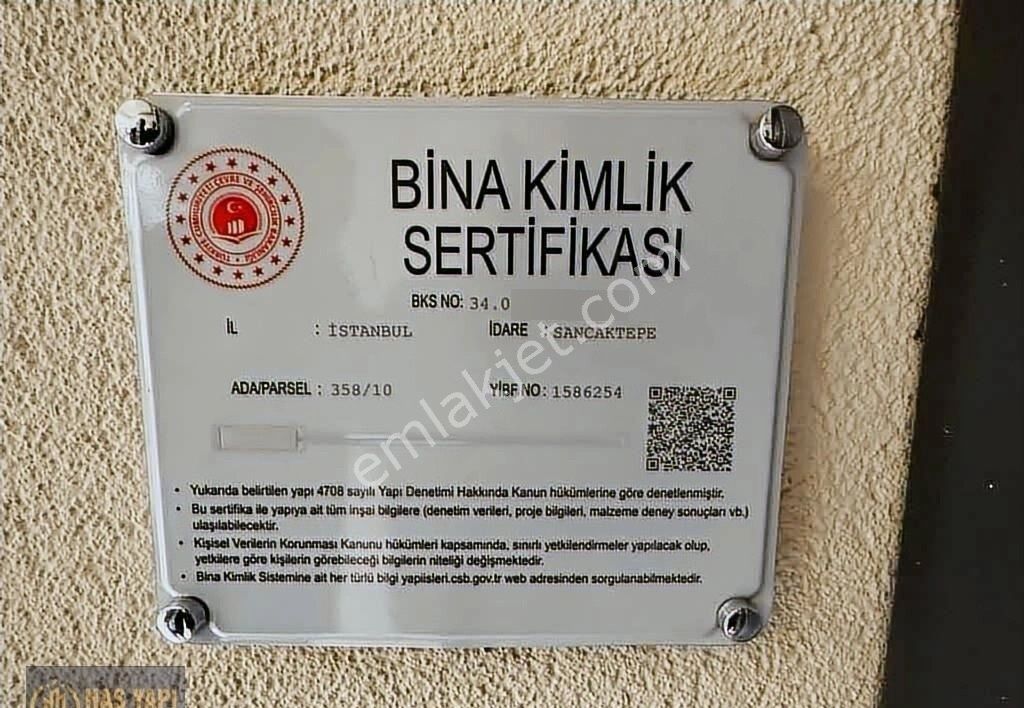 BİNA KİMLİK
SERTİFİKASI
BKS NO: 34.0
İL : İSTANBUL İDARE : SANCAKTEPE
ADA/PARSEL : 358/10 YİBF NO: 1586254
• Yukarıda belirtilen yapı 4708 sayılı Yapı Denetimi Hakkında Kanun hükümlerine göre denetlenmiştir.
• Bu sertifika ile yapıya ait tüm inşai bilgilere (denetim verileri, proje bilgileri, malzeme deney sonuçları vb.)
ulaşılabilecektir.
• Kişisel Verilerin Korunması Kanunu hükümleri kapsamında, sınırlı yetkilendirmeler yapılacak olup,
yetkilere göre kişilerin görebileceği bilgilerin niteliği değişmektedir.
• Bina Kimlik Sistemine ait her türlü bilgi yapiisleri.csb.gov.tr web adresinden sorgulanabilmektedir.
emlakjet.com
HAS YAPI